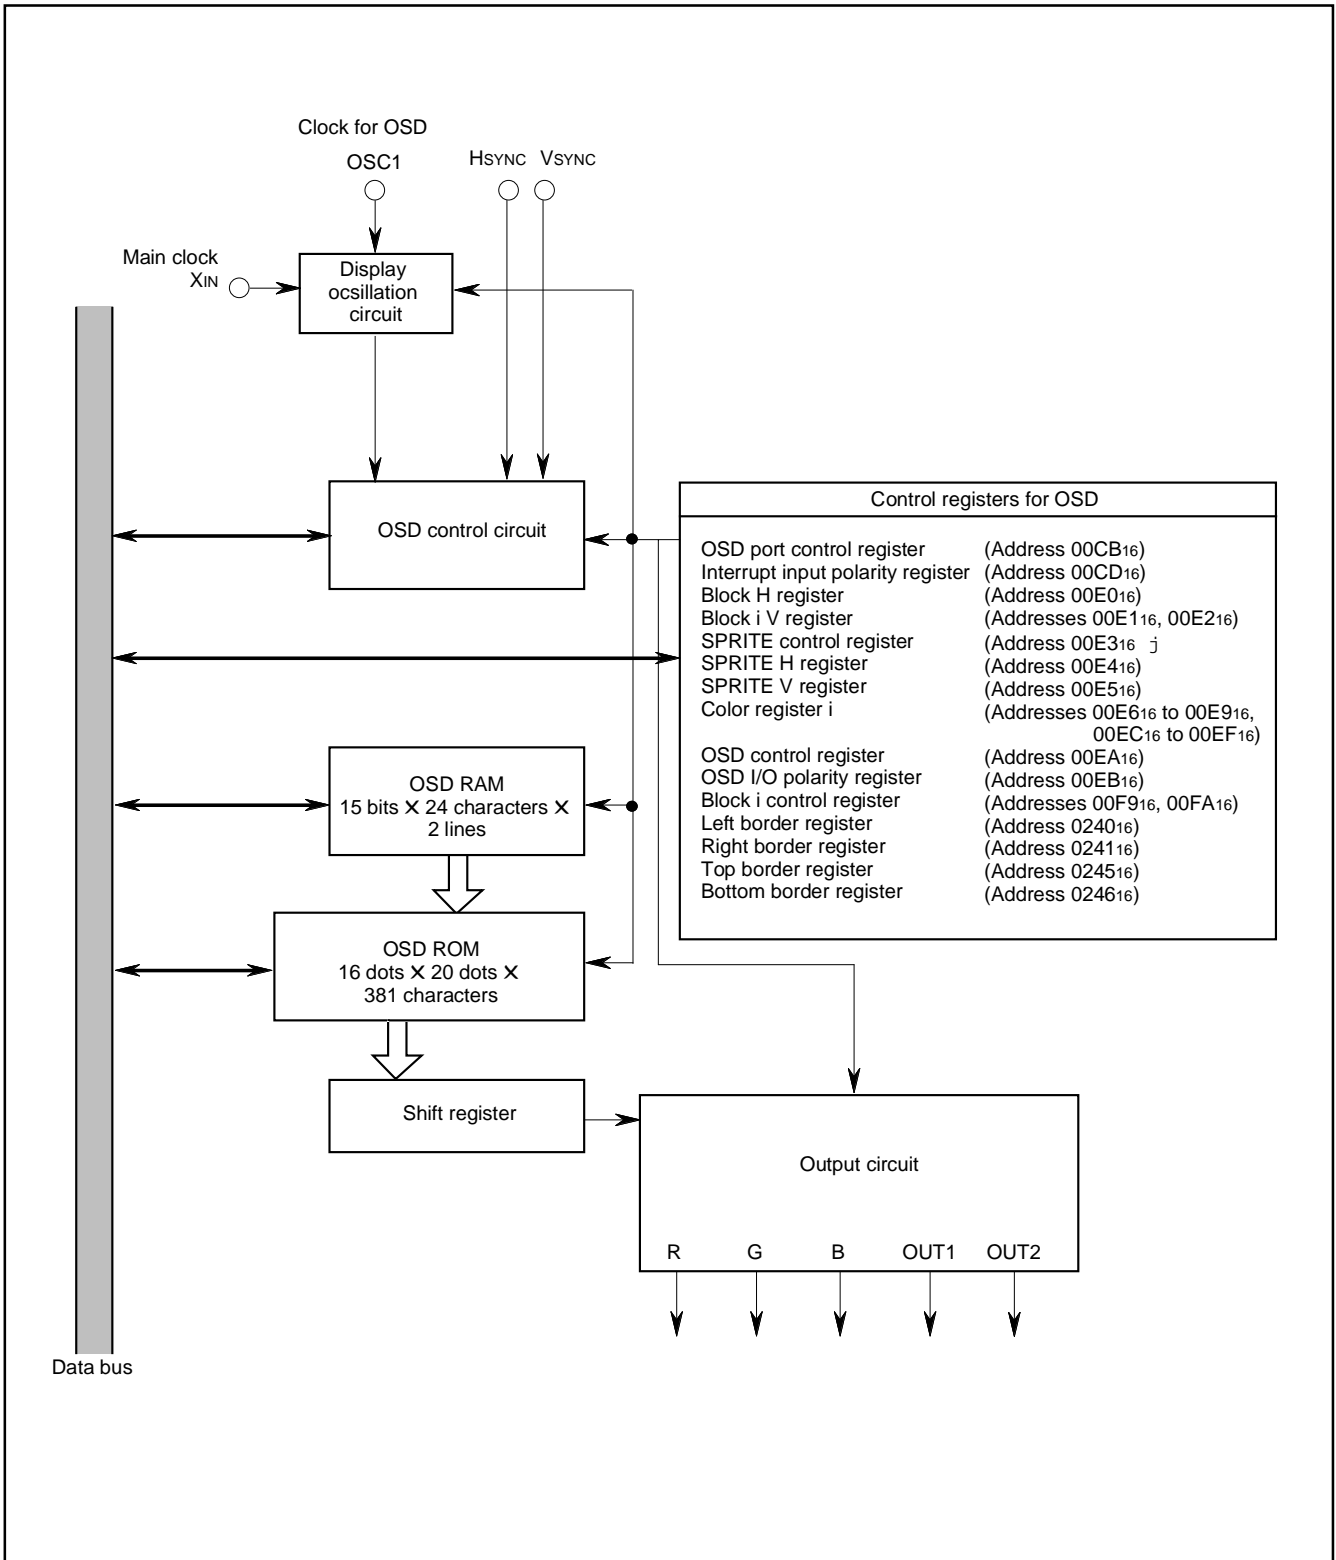 Clock for OSD
OSC1
HSYNC VSYNC
Main clock
XIN
Display
ocsillation
circuit
OSD control circuit
Control registers for OSD
OSD port control register (Address 00CB16)
Interrupt input polarity register (Address 00CD16)
Block H register (Address 00E016)
Block i V register (Addresses 00E116, 00E216)
SPRITE control register (Address 00E316 j
SPRITE H register (Address 00E416)
SPRITE V register (Address 00E516)
Color register i (Addresses 00E616 to 00E916,
00EC16 to 00EF16)
OSD control register (Address 00EA16)
OSD I/O polarity register (Address 00EB16)
Block i control register (Addresses 00F916, 00FA16)
Left border register (Address 024016)
Right border register (Address 024116)
Top border register (Address 024516)
Bottom border register (Address 024616)
OSD RAM
15 bits X 24 characters X
2 lines
OSD ROM
16 dots X 20 dots X
381 characters
Shift register
Output circuit
R G B OUT1 OUT2
Data bus